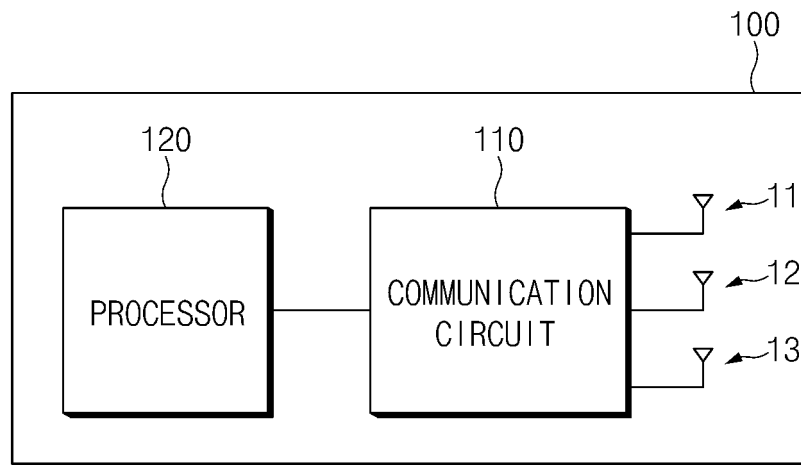 100
120
110
11
PROCESSOR
COMMUNICATION
CIRCUIT
12
13